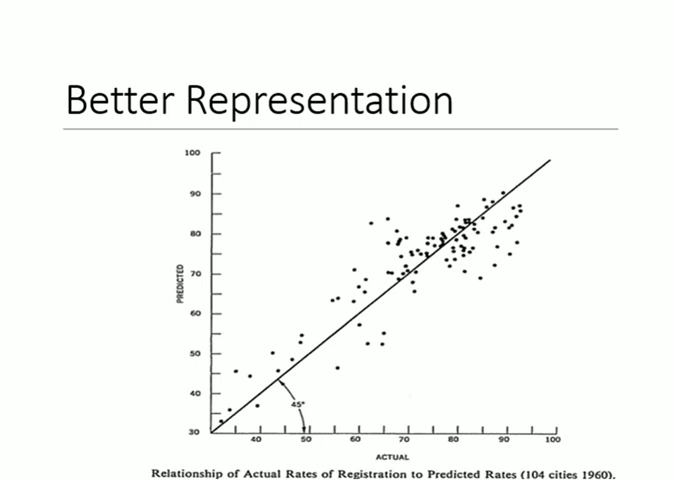 Better Representation
100
90
80
70
60
50
40
30
PREDICTED
45°
40 50 60 70 80 90 100
ACTUAL
Relationship of Actual Rates of Registration to Predicted Rates (104 cities 1960).